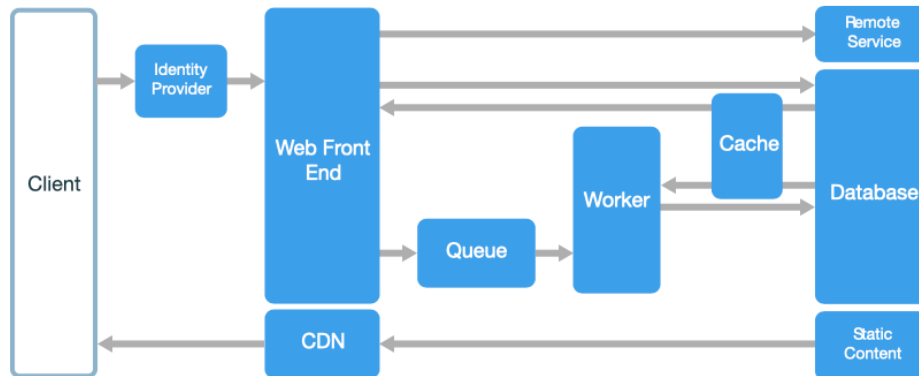 Client
Identity
Provider
Web Front
End
CDN
Queue
Worker
Cache
Remote
Service
Database
Static
Content